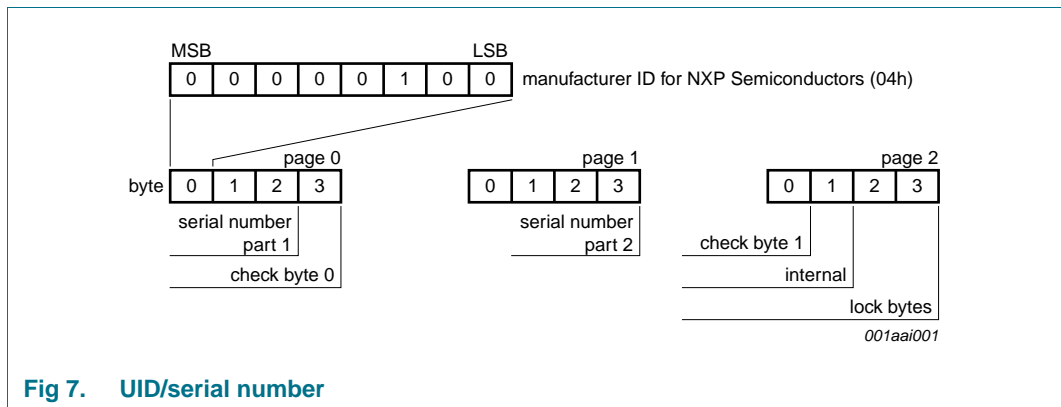 MSB LSB
0 0 0 0 0 1 0 0 manufacturer ID for NXP Semiconductors (04h)
page 0 page 1 page 2
byte 0 1 2 3 0 1 2 3 0 1 2 3
serial number
part 1
check byte 0
serial number
part 2
check byte 1
internal
lock bytes
001aai001
Fig 7. UID/serial number